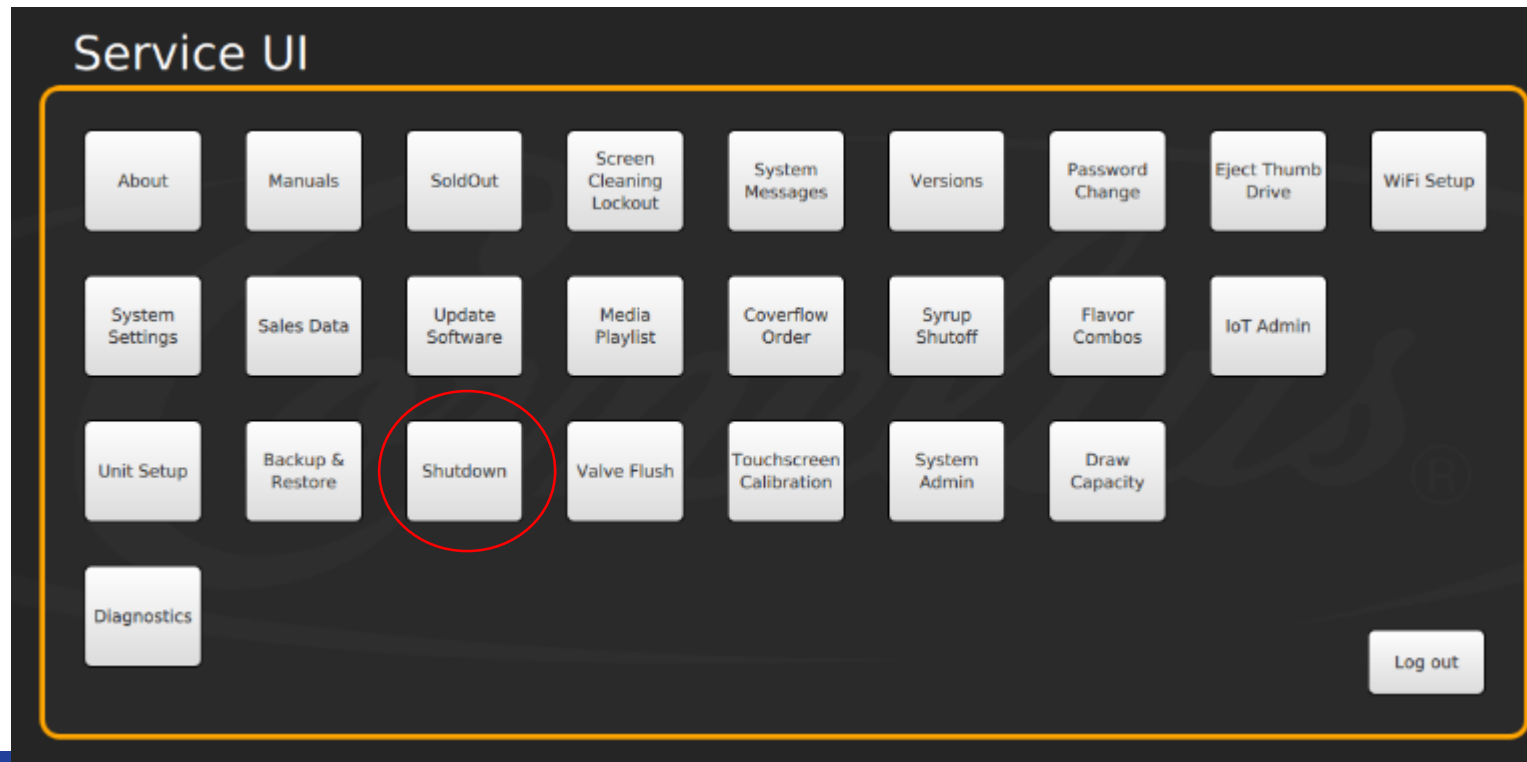 Service UI
About
Manuals
SoldOut
Screen
Cleaning
Lockout
System
Messages
Versions
Password
Change
Eject Thumb
Drive
WiFi Setup
System
Settings
Sales Data
Update
Software
Media
Playlist
Coverflow
Order
Syrup
Shutoff
Flavor
Combos
IoT Admin
Unit Setup
Backup &
Restore
Shutdown
Valve Flush
Touchscreen
Calibration
System
Admin
Draw
Capacity
Diagnostics
Log out
Cornelius
®